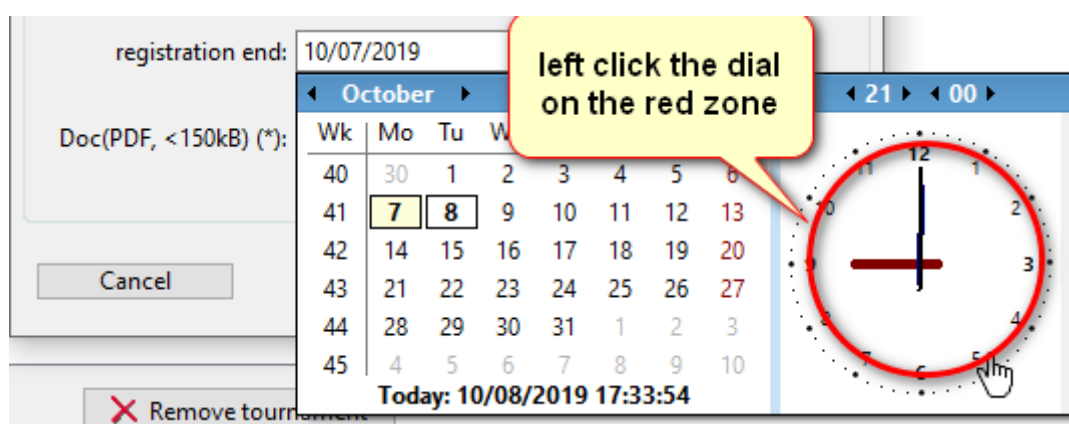 registration end: 10/07/2019
left click the dial
on the red zone
October
21 00
Doc(PDF, <150kB) (*):
Wk Mo Tu
40 30 1 2 3 4 5 6
41 7 8 9 10 11 12 13
42 14 15 16 17 18 19 20
43 21 22 23 24 25 26 27
44 28 29 30 31 1 2 3
45 4 5 6 7 8 9 10
Today: 10/08/2019 17:33:54
12
11 1
10 2
9 3
8 4
7 5
6
Cancel
Remove tournament